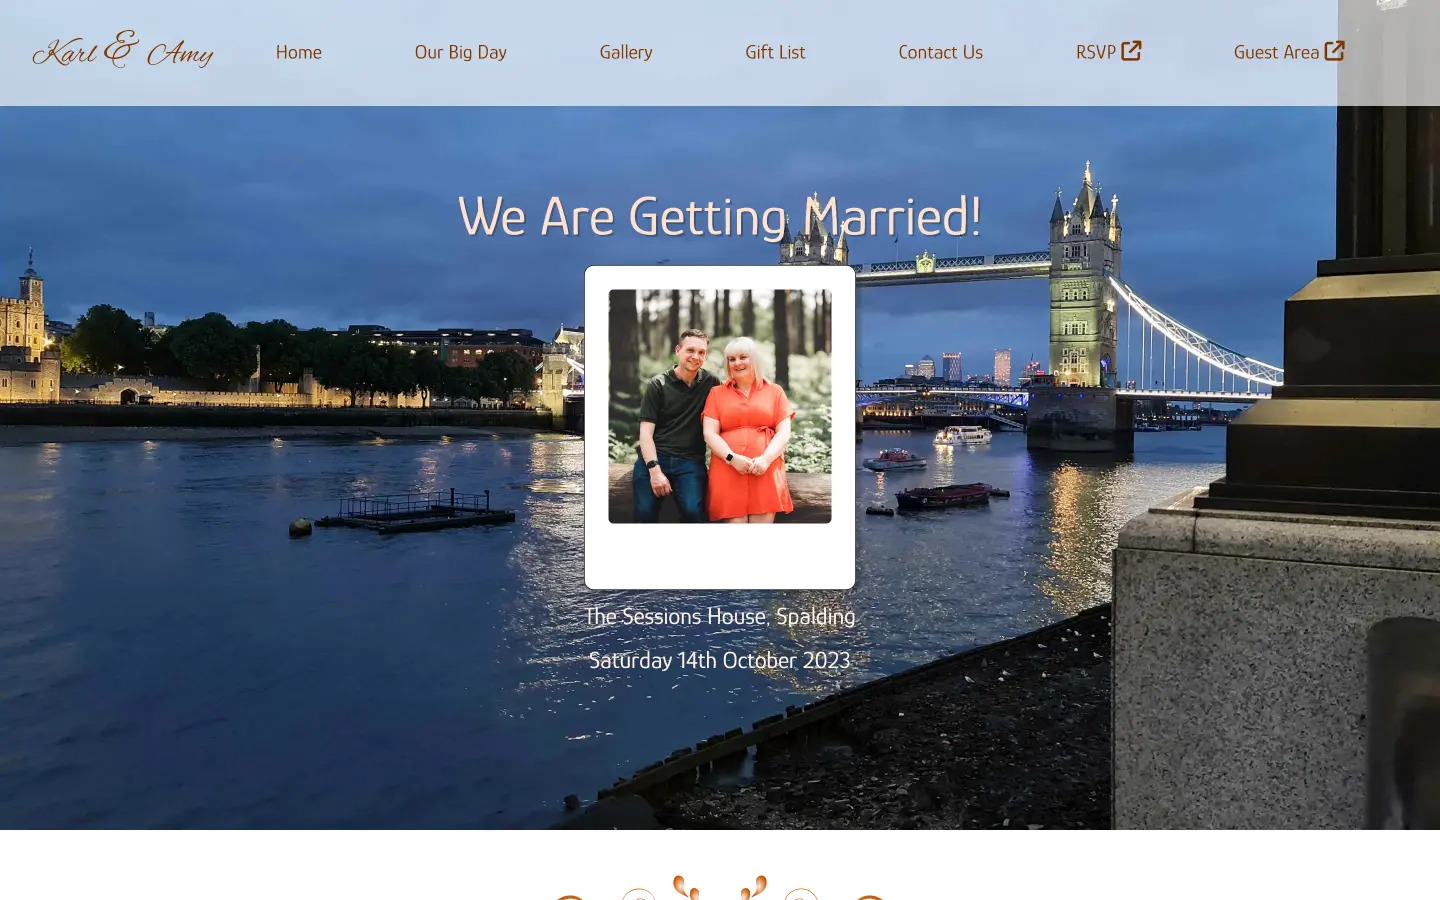 Karl & Amy
Home
Our Big Day
Gallery
Gift List
Contact Us
RSVP
Guest Area
We Are Getting Married!
The Sessions House, Spalding
Saturday 14th October 2023